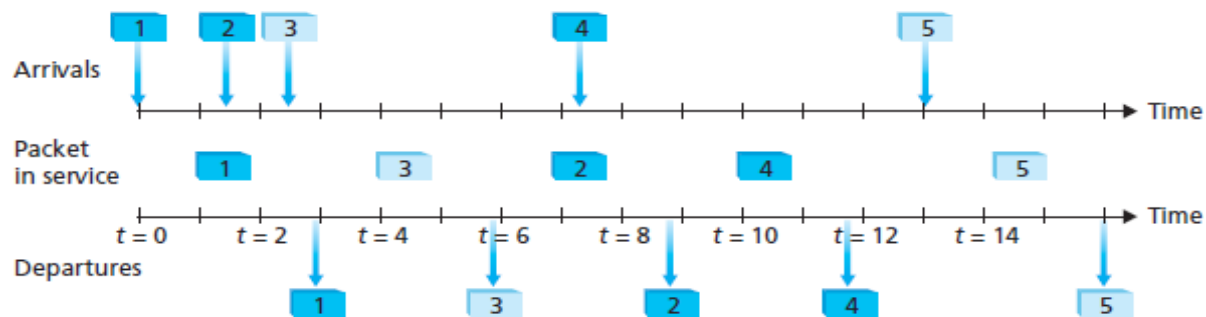 1 2 3 4 5
Arrivals
Time
Packet
in service
1 3 2 4 5
Time
t = 0 t = 2 t = 4 t = 6 t = 8 t = 10 t = 12 t = 14
Departures
1 3 2 4 5